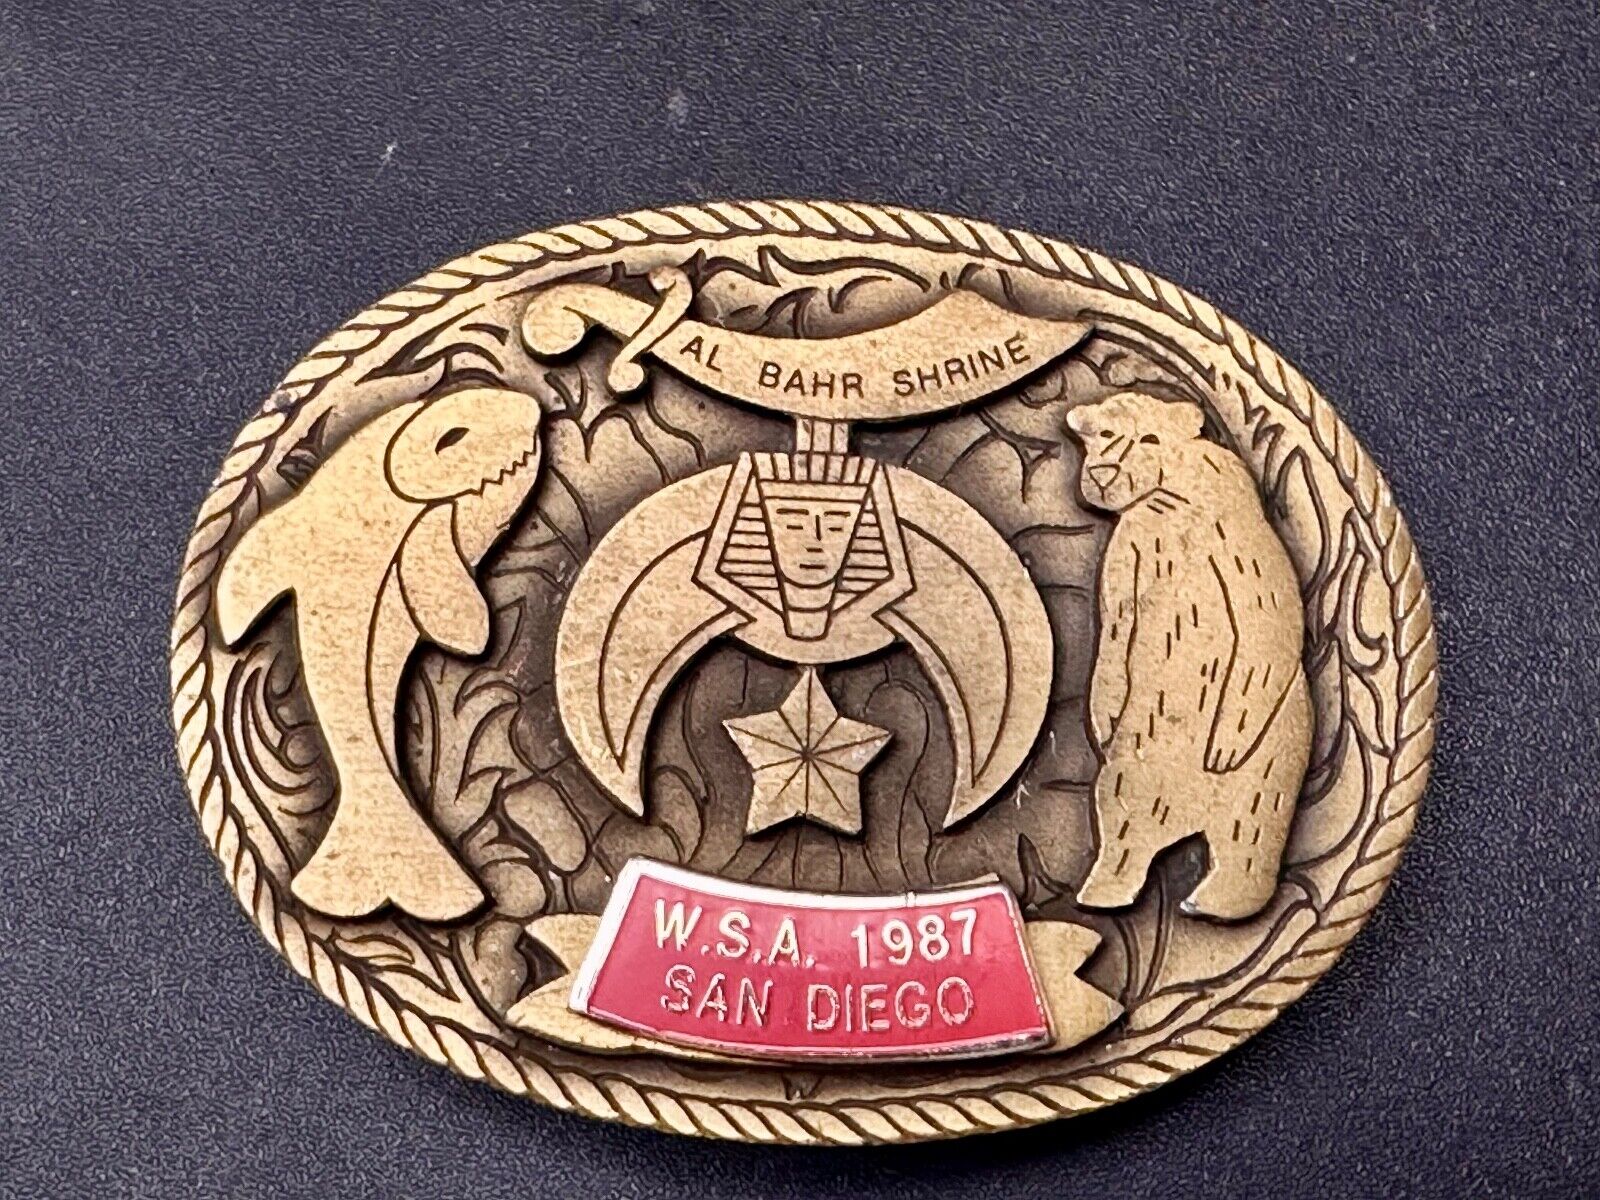 AL BAHR SHRINE
W.S.A. 1987
SAN DIEGO